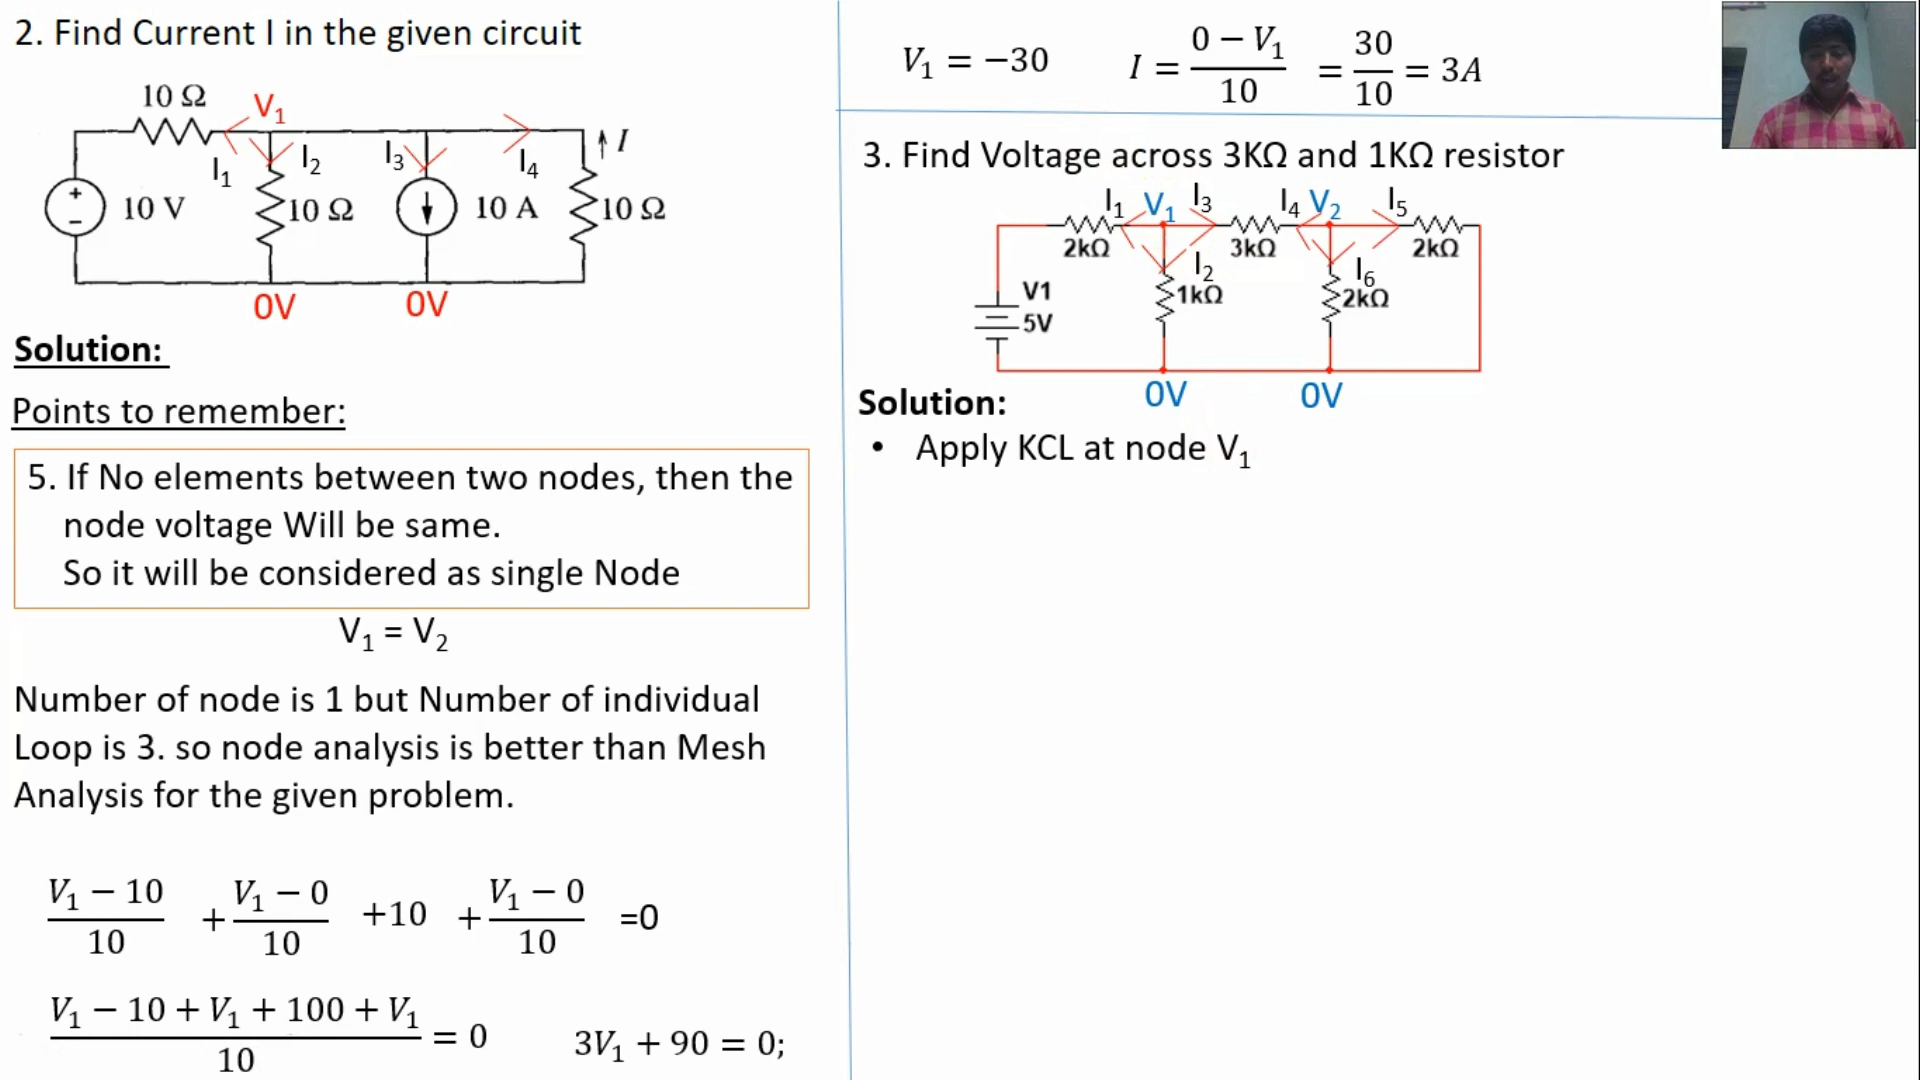 2. Find Current I in the given circuit
10 Ω
V₁
I₁
I₂
I₃
I₄
I
+
−
10 V
10 Ω
10 A
10 Ω
0V
0V
Solution:
Points to remember:
5. If No elements between two nodes, then the
node voltage Will be same.
So it will be considered as single Node
V₁ = V₂
Number of node is 1 but Number of individual
Loop is 3. so node analysis is better than Mesh
Analysis for the given problem.
(V₁ − 10)/10 + (V₁ − 0)/10 +10 + (V₁ − 0)/10 =0
(V₁ − 10 + V₁ + 100 + V₁)/10 = 0    3V₁ + 90 = 0;
V₁ = −30    I = (0 − V₁)/10 = 30/10 = 3A
3. Find Voltage across 3KΩ and 1KΩ resistor
I₁ V₁ I₃ I₄ V₂ I₅
2kΩ 3kΩ 2kΩ
I₂ I₆
1kΩ 2kΩ
V1
5V
0V 0V
Solution:
• Apply KCL at node V₁